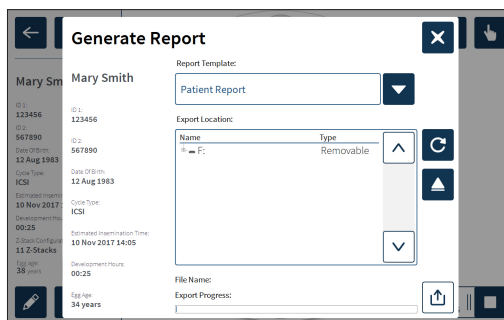 Generate Report
Mary Smith
ID 1:
123456
ID 2:
567890
Date Of Birth:
12 Aug 1983
Cycle Type:
ICSI
Estimated Insemination Time:
10 Nov 2017 14:05
Development Hours:
00:25
Egg Age:
34 years
Report Template:
Patient Report
Export Location:
Name Type
F: Removable
File Name:
Export Progress:
Mary Sm
ID 1:
123456
ID 2:
567890
Date Of Birth:
12 Aug 1983
Cycle Type:
ICSI
Estimated Insemi
10 Nov 2017
Development Hou
00:25
Z-Stack Configurat
11 Z-Stacks
Egg age:
38 years